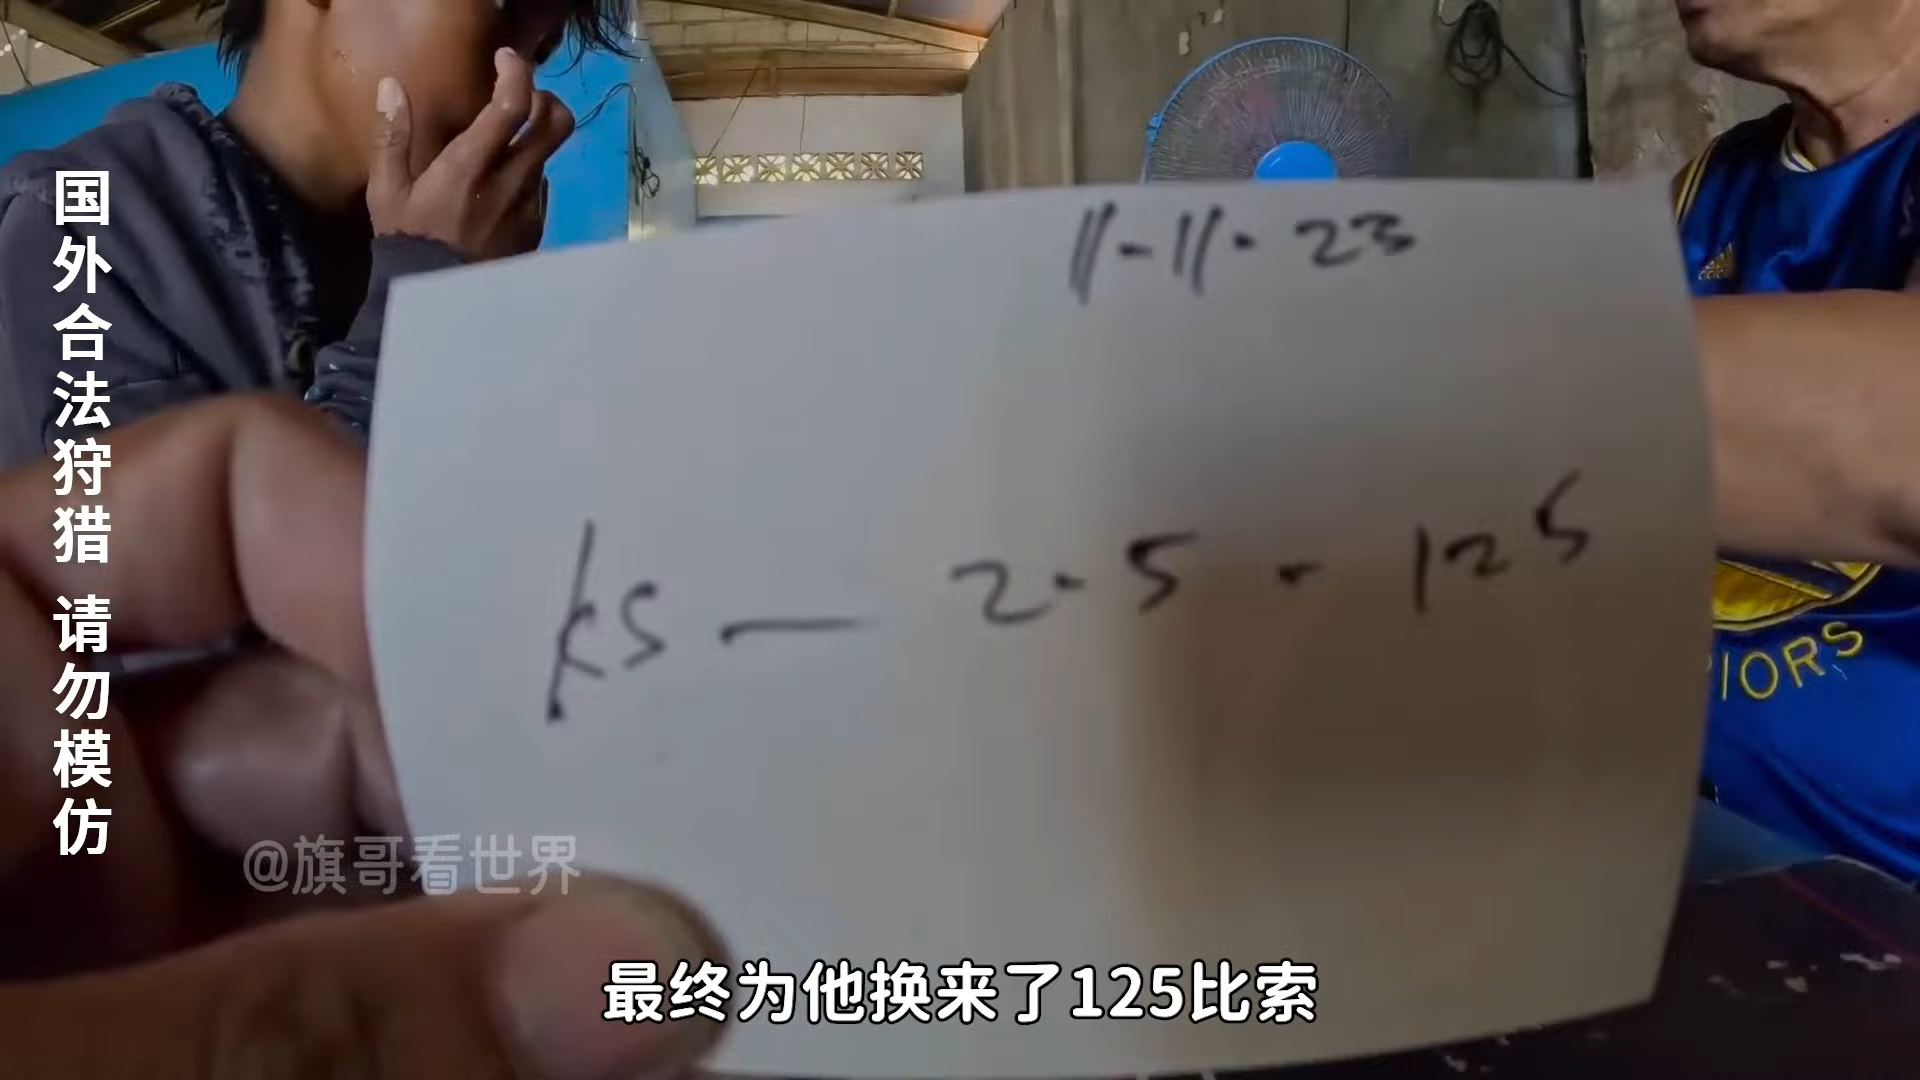 国外合法狩猎 请勿模仿
11-11-23
KS — 2.5 - 125
IORS
@旗哥看世界
最终为他换来了125比索